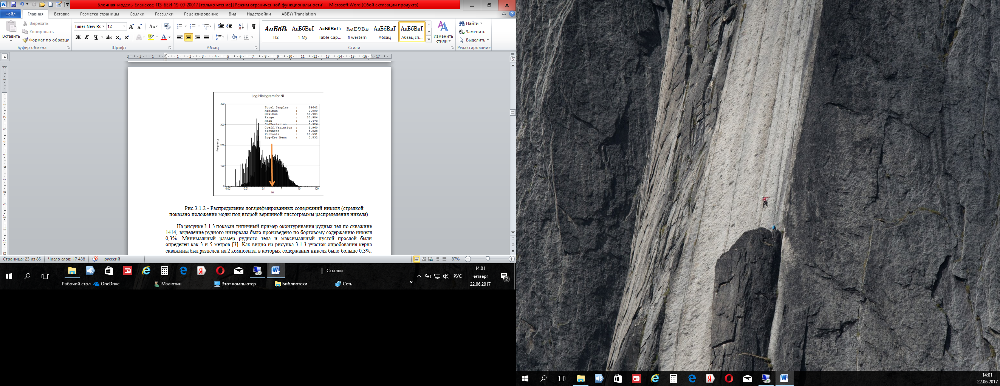 Блочная_модель_Еланское_ПЗ_БЕИ_19_09_20017 [только чтение] [Режим ограниченной функциональности] - Microsoft Word (Сбой активации продукта)
Файл Главная Вставка Разметка страницы Ссылки Рассылки Рецензирование Вид Надстройки ABBYY Translation
Вставить
Вырезать
Копировать
Формат по образцу
Буфер обмена
Times New Rc 12
Шрифт
Абзац
АаБбВ АаБбВвГ АаБбВвГг АаБбВв АаБбВвГ АаБбВвГ
H2 ¶ My Table Cap... ¶ western Абзац Абзац сп...
Стили
Изменить
стили
Найти
Заменить
Выделить
Редактирование
Log Histogram for Ni
Total Samples : 24642
Minimum : 0.000
Maximum : 30.984
Range : 30.984
Mean : 0.473
StdDeviation : 0.926
Coeff.Variation : 1.960
Skewness : 6.028
Kurtosis : 88.531
Log-Est Mean : 0.532
Frequency
400
300
200
100
0
0.001 0.01 0.1 1 10 100
Ni
Рис.3.1.2 - Распределение логарифмированных содержаний никеля (стрелкой
показано положение моды под второй вершиной гистограммы распределения никеля)
На рисунке 3.1.3 показан типичный пример оконтуривания рудных тел по скважине
1414, выделение рудного интервала было произведено по бортовому содержанию никеля
0,3%. Минимальный размер рудного тела и максимальный пустой прослой были
определен как 3 и 5 метров [3]. Как видно из рисунка 3.1.3 участок опробования керна
скважины был разделен на 2 композита, в которых содержания никеля было больше 0,3%,
Страница: 23 из 85 Число слов: 17 438 русский 87%
Ссылки
Рабочий стол OneDrive Малютин Этот компьютер Библиотеки Сеть
РУС
14:01
четверг
22.06.2017
2
14:01
22.06.2017